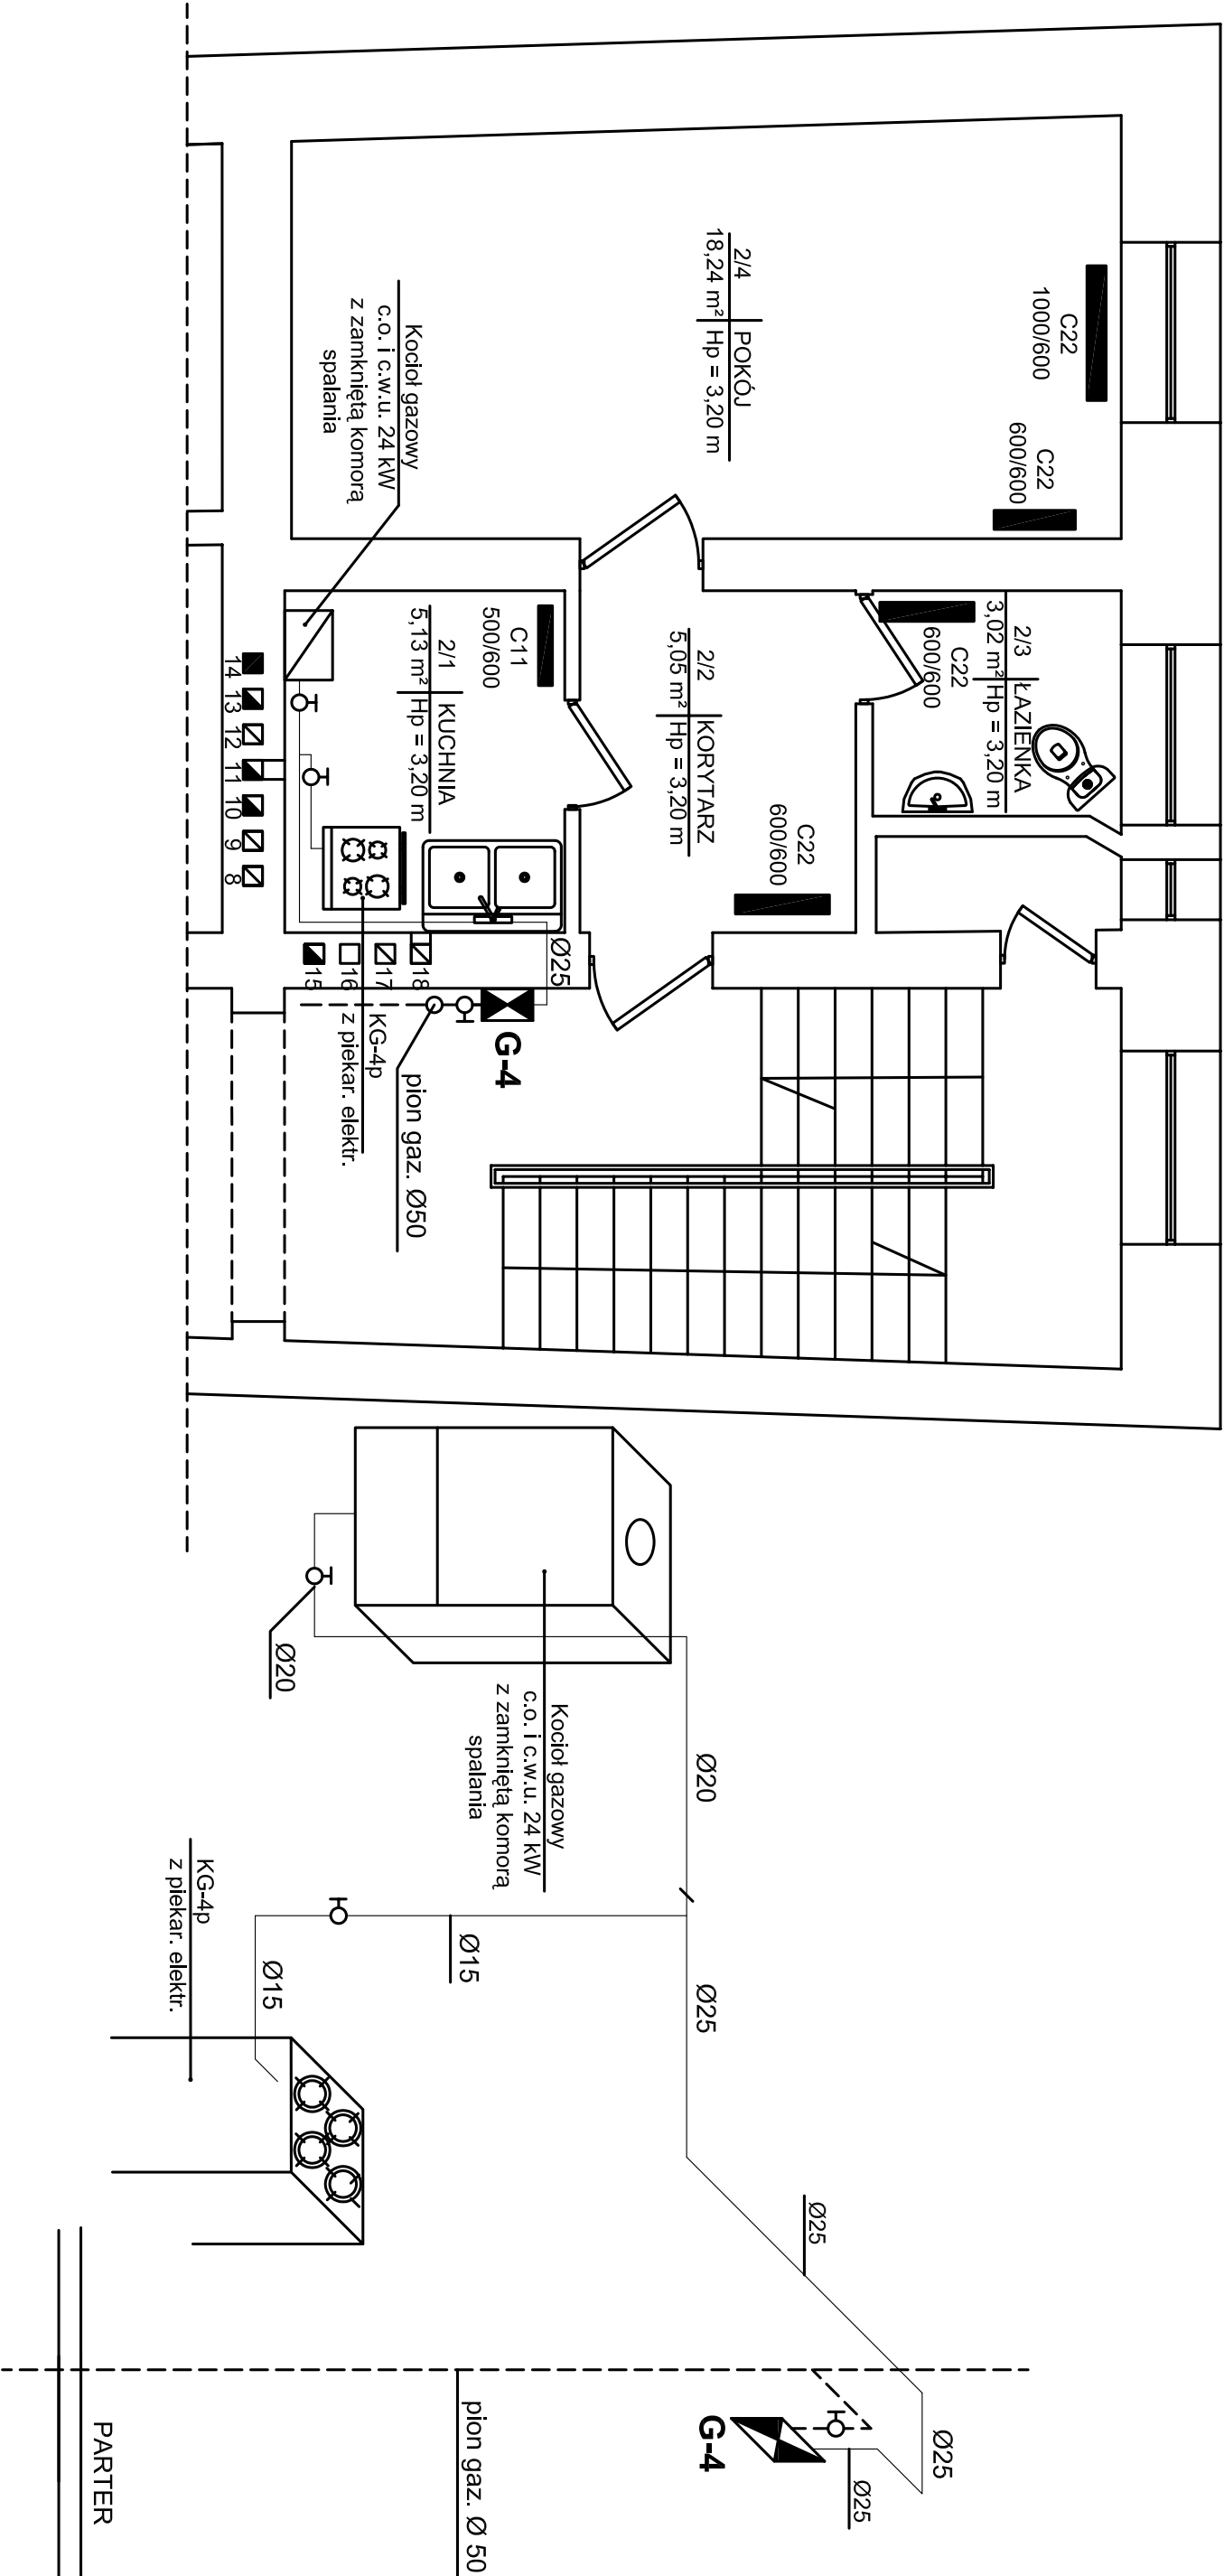 C22
1000/600
C22
600/600
2/4 POKÓJ
18,24 m² Hp = 3,20 m
Kocioł gazowy
c.o. i c.w.u. 24 kW
z zamkniętą komorą
spalania
2/3 ŁAZIENKA
3,02 m² Hp = 3,20 m
C22
600/600
2/2 KORYTARZ
5,05 m² Hp = 3,20 m
C22
600/600
C11
500/600
2/1 KUCHNIA
5,13 m² Hp = 3,20 m
14
13
12
11
10
9
8
15
16
17
18
Ø25
G-4
KG-4p
z piekar. elektr.
pion gaz. Ø50
Ø20
Kocioł gazowy
c.o. i c.w.u. 24 kW
z zamkniętą komorą
spalania
Ø20
Ø15
Ø25
KG-4p
z piekar. elektr.
Ø15
Ø25
Ø25
Ø25
G-4
pion gaz. Ø 50
PARTER